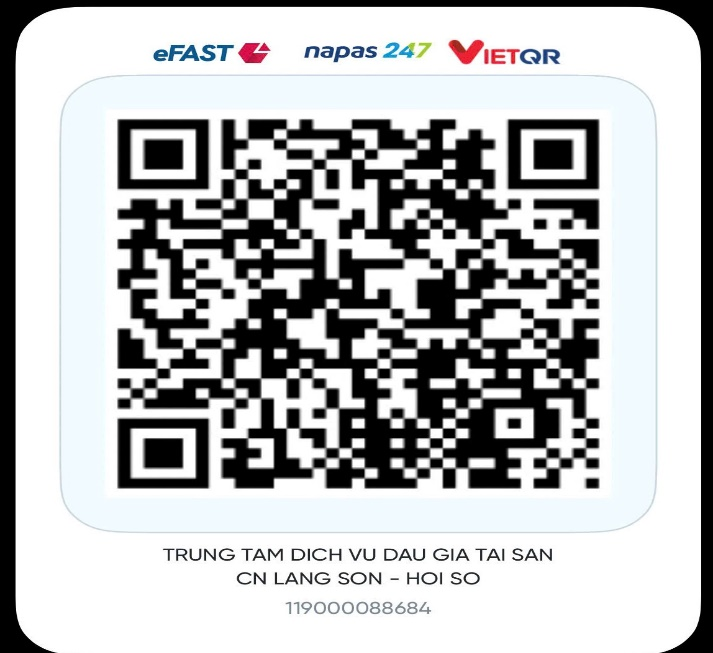 eFAST napas 247 VIETQR
TRUNG TAM DICH VU DAU GIA TAI SAN
CN LANG SON - HOI SO
119000088684